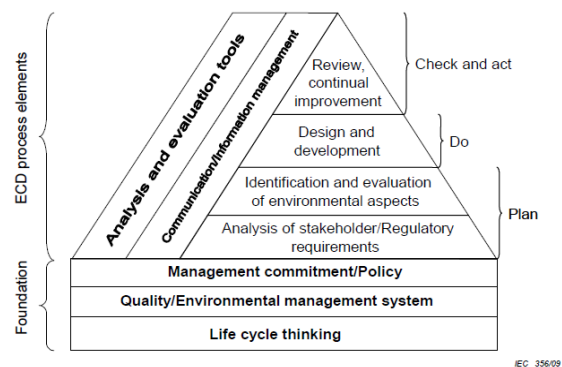 ECD process elements
Analysis and evaluation tools
Communication/Information management
Review,
continual
improvement
Check and act
Design and
development
Do
Identification and evaluation
of environmental aspects
Plan
Analysis of stakeholder/Regulatory
requirements
Foundation
Management commitment/Policy
Quality/Environmental management system
Life cycle thinking
IEC 356/09